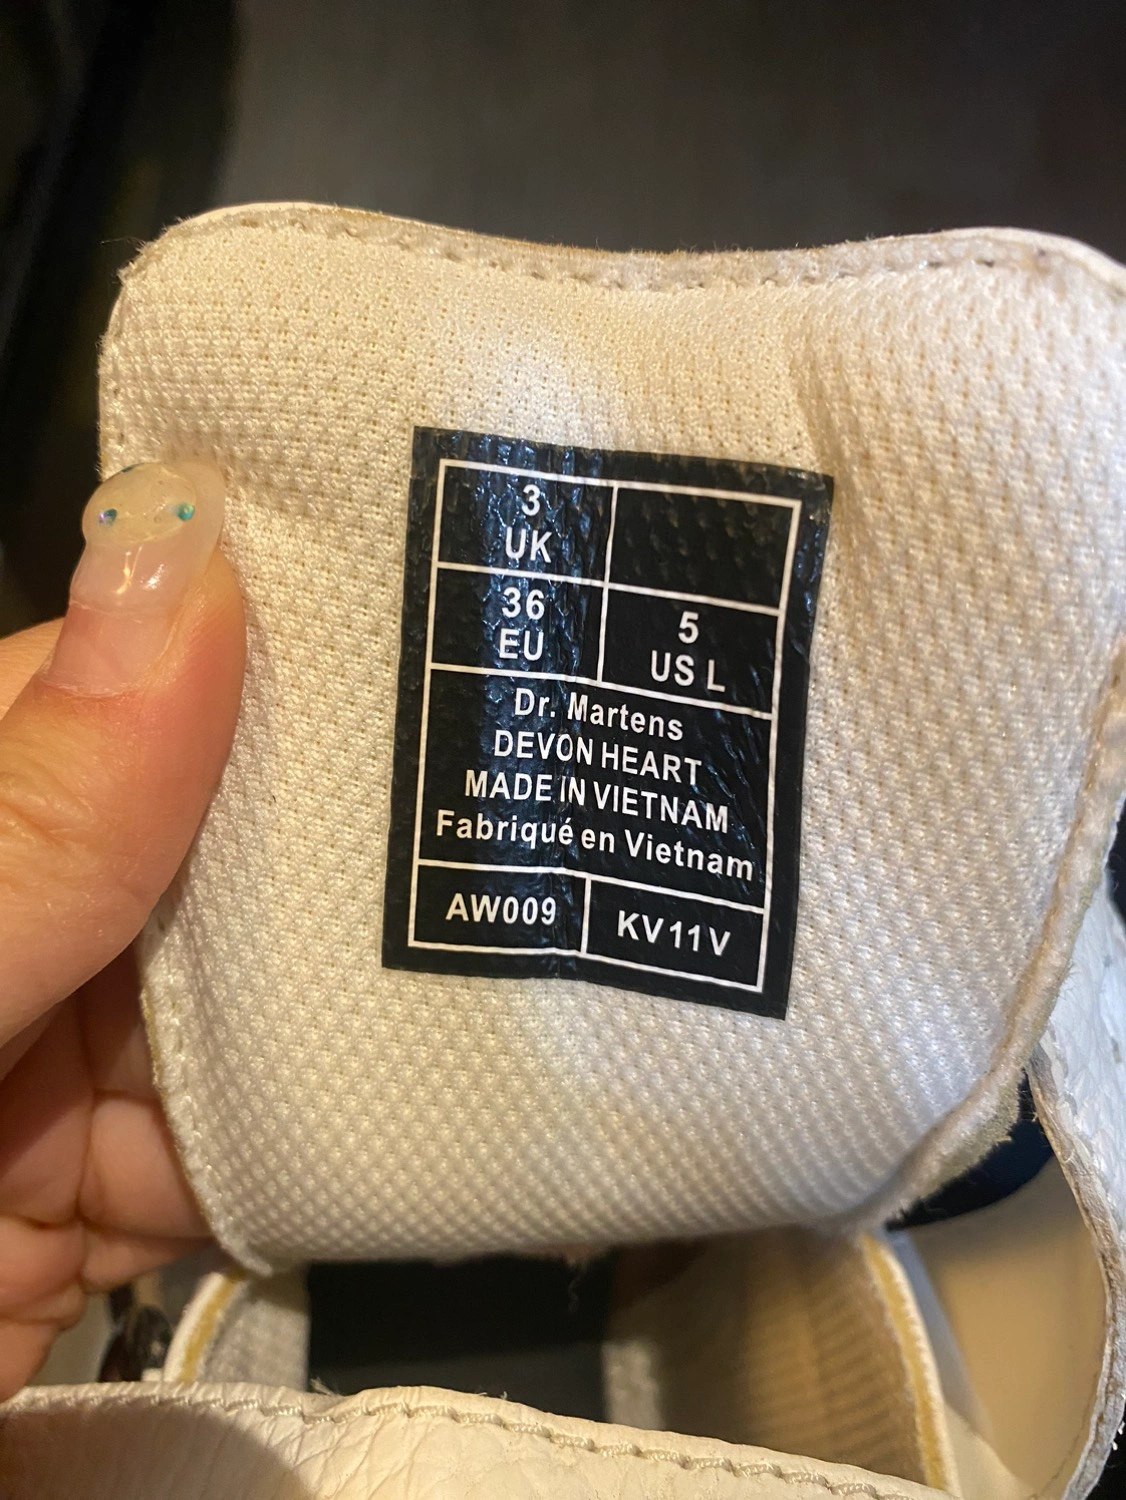 3
UK
36
EU
5
US L
Dr. Martens
DEVON HEART
MADE IN VIETNAM
Fabriqué en Vietnam
AW009
KV11V